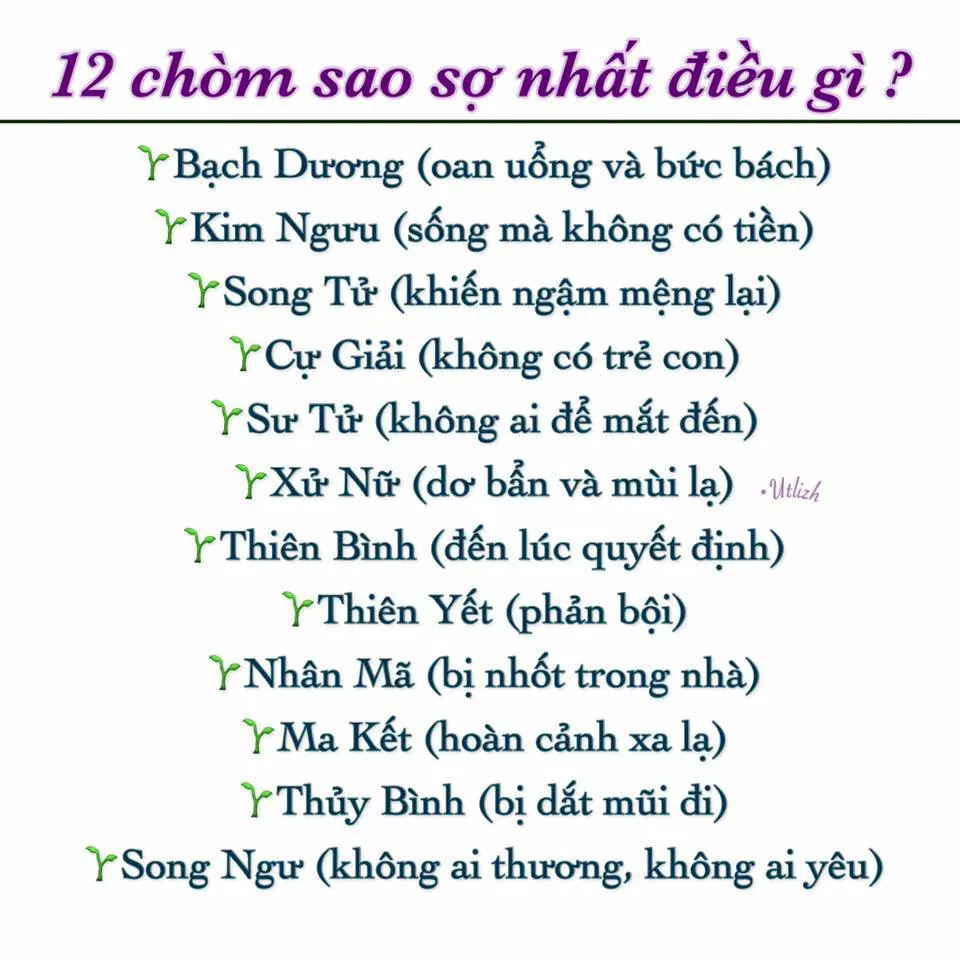 12 chòm sao sợ nhất điều gì ?
Bạch Dương (oan uổng và bức bách)
Kim Ngưu (sống mà không có tiền)
Song Tử (khiến ngậm mệng lại)
Cự Giải (không có trẻ con)
Sư Tử (không ai để mắt đến)
Xử Nữ (dơ bẩn và mùi lạ)
•Utlizh
Thiên Bình (đến lúc quyết định)
Thiên Yết (phản bội)
Nhân Mã (bị nhốt trong nhà)
Ma Kết (hoàn cảnh xa lạ)
Thủy Bình (bị dắt mũi đi)
Song Ngư (không ai thương, không ai yêu)